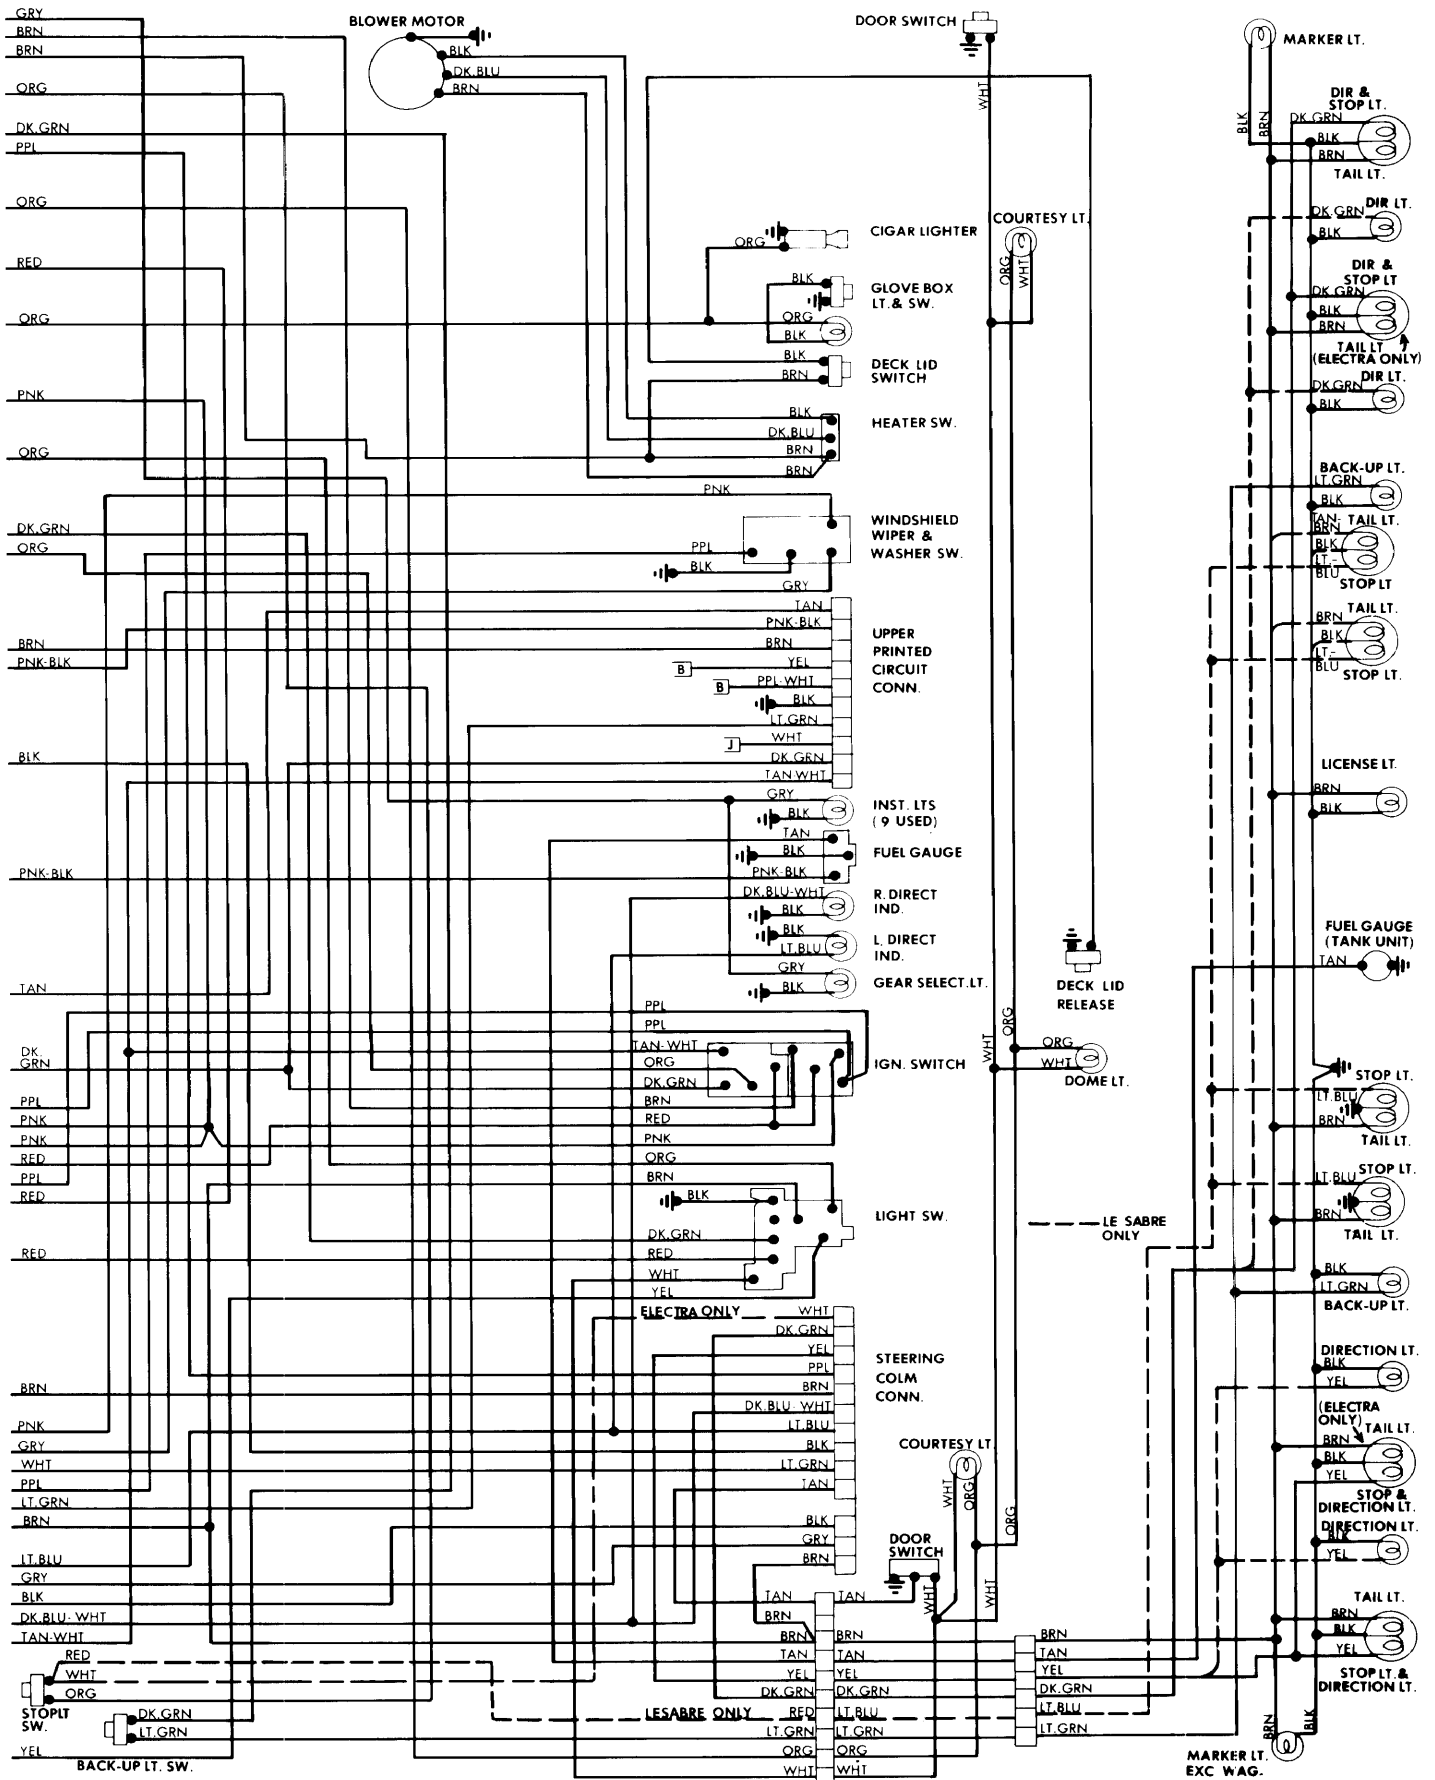 GRY
BRN
BRN
ORG
DK.GRN
PPL
ORG
RED
ORG
PNK
ORG
DK.GRN
ORG
BRN
PNK-BLK
BLK
PNK-BLK
TAN
DK.
GRN
PPL
PNK
PNK
RED
PPL
RED
RED
BRN
PNK
GRY
WHT
PPL
LT.GRN
BRN
LT.BLU
GRY
BLK
DK.BLU-WHT
TAN-WHT
RED
WHT
ORG
STOPLT
SW.
DK.GRN
LT.GRN
YEL
BACK-UP LT. SW.
BLOWER MOTOR
BLK
DK.BLU
BRN
DOOR SWITCH
WHT
COURTESY LT.
ORG
WHT
ORG
CIGAR LIGHTER
BLK
GLOVE BOX
LT.& SW.
ORG
BLK
BLK
BRN
DECK LID
SWITCH
BLK
DK.BLU
BRN
BRN
HEATER SW.
PNK
PPL
BLK
GRY
WINDSHIELD
WIPER &
WASHER SW.
TAN
PNK-BLK
BRN
B
YEL
B
PPL-WHT
BLK
LT.GRN
J
WHT
DK.GRN
TAN-WHT
UPPER
PRINTED
CIRCUIT
CONN.
GRY
BLK
INST. LTS
(9 USED)
TAN
BLK
PNK-BLK
FUEL GAUGE
DK.BLU-WHT
BLK
R.DIRECT
IND.
BLK
LT.BLU
L. DIRECT
IND.
GRY
BLK
GEAR SELECT.LT.
DECK LID
RELEASE
PPL
PPL
TAN-WHT
ORG
DK.GRN
BRN
RED
PNK
IGN. SWITCH
WHT
ORG
ORG
WHT
DOME LT.
ORG
BRN
BLK
DK.GRN
RED
WHT
YEL
LIGHT SW.
LE SABRE
ONLY
ELECTRA ONLY
WHT
DK.GRN
YEL
PPL
BRN
DK.BLU-WHT
LT.BLU
BLK
LT.GRN
TAN
BLK
GRY
BRN
STEERING
COLM
CONN.
COURTESY LT.
WHT
ORG
ORG
DOOR
SWITCH
WHT
WHT
TAN
TAN
BRN
BRN
BRN
BRN
TAN
TAN
TAN
YEL
YEL
YEL
DK.GRN
DK.GRN
DK.GRN
LESABRE ONLY
RED
LT.BLU
LT.BLU
LT.GRN
LT.GRN
LT.GRN
ORG
ORG
WHT
WHT
MARKER LT.
BLK
BRN
DIR &
STOP LT.
DK.GRN
BLK
BRN
TAIL LT.
DIR LT.
DK.GRN
BLK
DIR &
STOP LT
DK.GRN
BLK
BRN
TAIL LT
(ELECTRA ONLY)
DIR LT.
DK.GRN
BLK
BACK-UP LT.
LT.GRN
BLK
TAN-
BRN
TAIL LT.
BLK
LT.-
BLU
STOP LT
TAIL LT.
BRN
BLK
LT.-
BLU
STOP LT.
LICENSE LT.
BRN
BLK
FUEL GAUGE
(TANK UNIT)
TAN
STOP LT.
LT.BLU
BRN
TAIL LT.
STOP LT.
LT.BLU
BRN
TAIL LT.
BLK
LT.GRN
BACK-UP LT.
DIRECTION LT.
BLK
YEL
(ELECTRA
ONLY)
TAIL LT.
BRN
BLK
YEL
STOP &
DIRECTION LT.
DIRECTION LT.
BLK
YEL
TAIL LT.
BRN
BLK
YEL
STOP LT.&
DIRECTION LT.
BRN
BLK
MARKER LT.
EXC WAG.